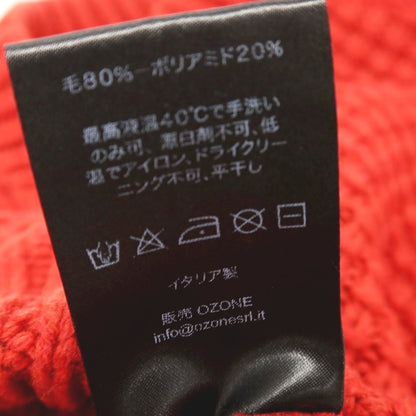 毛80%-ポリアミド20%
最高液温40℃で手洗い
のみ可、漂白剤不可、低
温でアイロン、ドライクリー
ニング不可、平干し
イタリア製
販売 OZONE
info@ozonesrl.it